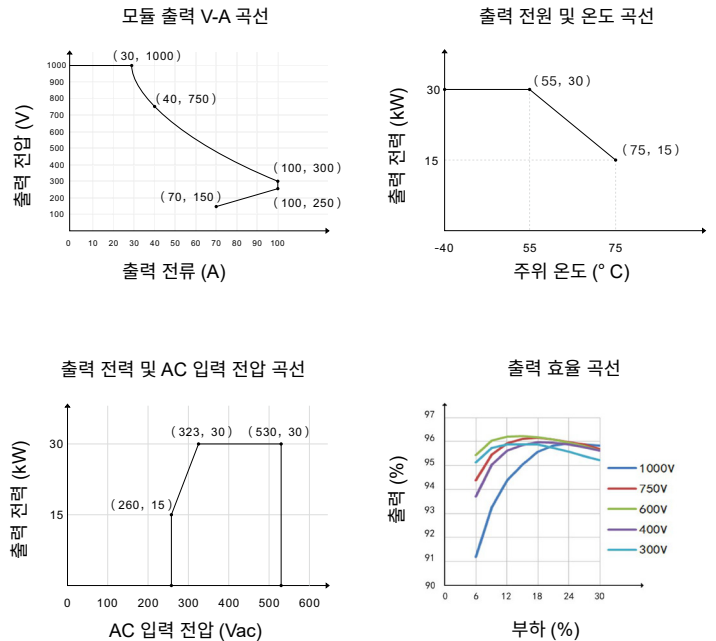 모듈 출력 V-A 곡선
출력 전압 (V)
1000
900
800
700
600
500
400
300
200
100
(30, 1000)
(40, 750)
(100, 300)
(70, 150)
(100, 250)
0 10 20 30 40 50 60 70 80 90 100
출력 전류 (A)
출력 전원 및 온도 곡선
출력 전력 (kW)
30
15
(55, 30)
(75, 15)
-40 55 75
주위 온도 (° C)
출력 전력 및 AC 입력 전압 곡선
출력 전력 (kW)
30
15
(323, 30) (530, 30)
(260, 15)
0 100 200 300 400 500 600
AC 입력 전압 (Vac)
출력 효율 곡선
출력 (%)
97
96
95
94
93
92
91
90
1000V
750V
600V
400V
300V
0 6 12 18 24 30
부하 (%)